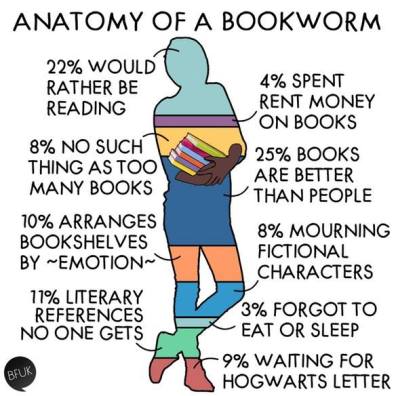 ANATOMY OF A BOOKWORM
22% WOULD
RATHER BE
READING
4% SPENT
RENT MONEY
ON BOOKS
8% NO SUCH
THING AS TOO
MANY BOOKS
25% BOOKS
ARE BETTER
THAN PEOPLE
10% ARRANGES
BOOKSHELVES
BY ~EMOTION~
8% MOURNING
FICTIONAL
CHARACTERS
11% LITERARY
REFERENCES
NO ONE GETS
3% FORGOT TO
EAT OR SLEEP
9% WAITING FOR
HOGWARTS LETTER
BFUK